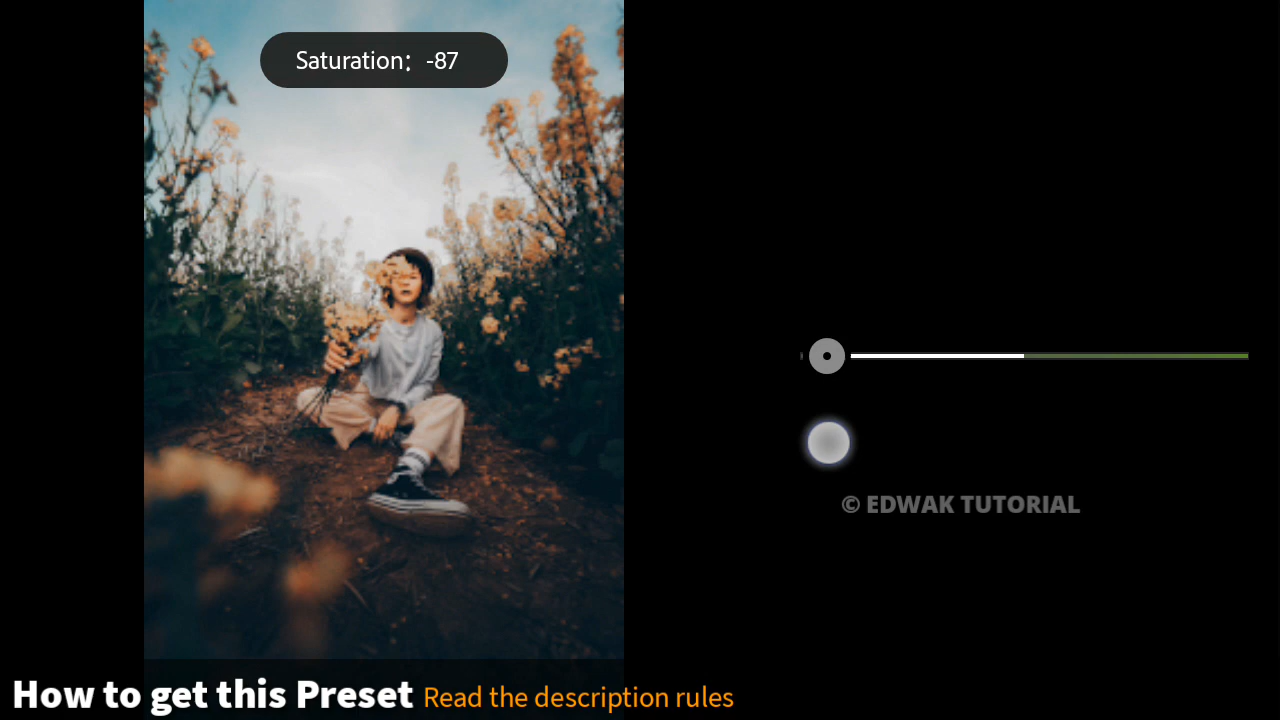 Saturation: -87
© EDWAK TUTORIAL
How to get this Preset Read the description rules